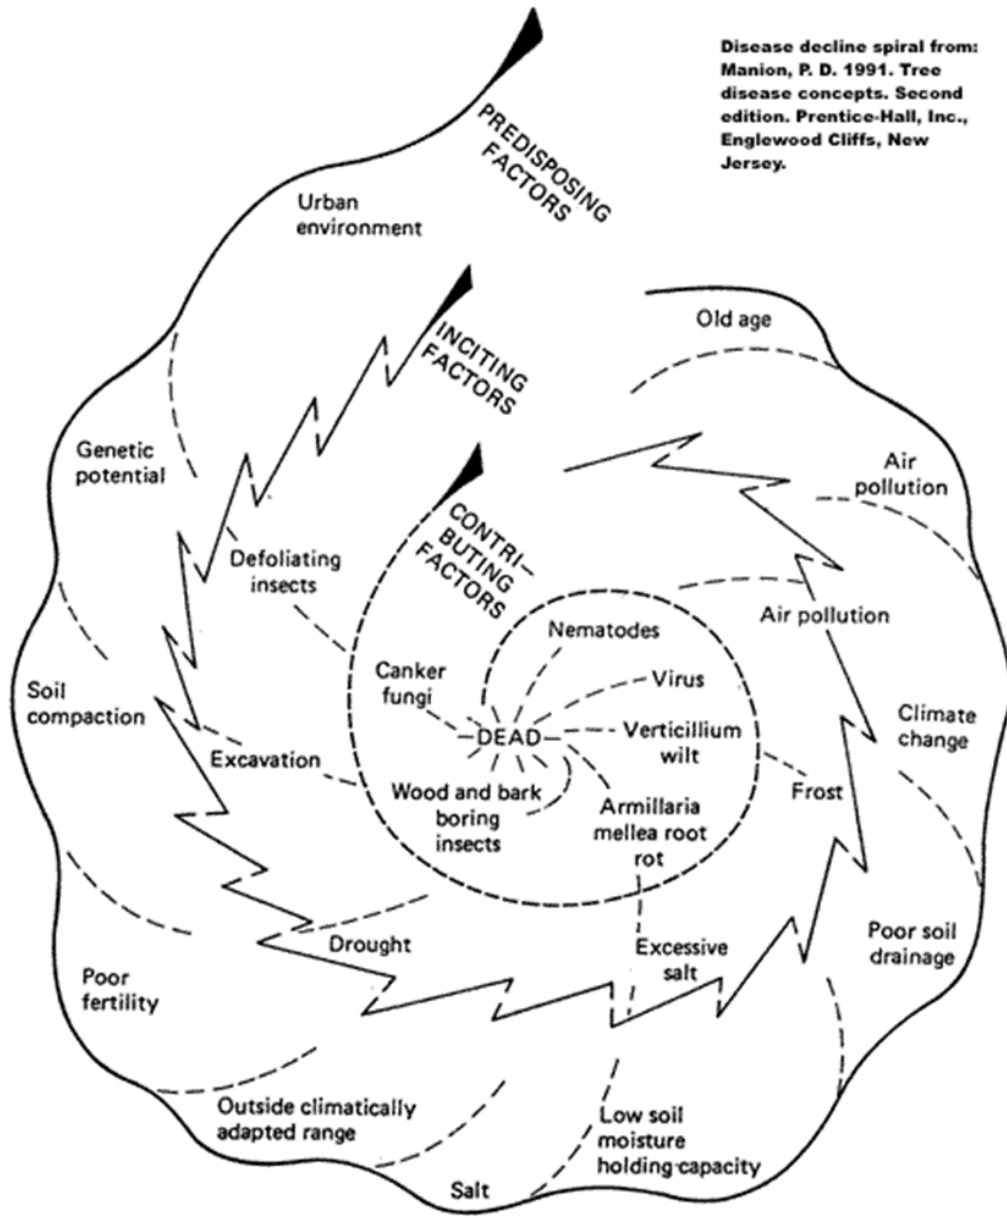 Disease decline spiral from:
Manion, P. D. 1991. Tree
disease concepts. Second
edition. Prentice-Hall, Inc.,
Englewood Cliffs, New
Jersey.
PREDISPOSING
FACTORS
Urban
environment
INCITING
FACTORS
Old age
Genetic
potential
Air
pollution
CONTRI-
BUTING
FACTORS
Defoliating
insects
Air pollution
Nematodes
Canker
fungi
Virus
Soil
compaction
Climate
change
DEAD
Verticillium
wilt
Excavation
Wood and bark
boring
insects
Armillaria
mellea root
rot
Frost
Drought
Excessive
salt
Poor soil
drainage
Poor
fertility
Outside climatically
adapted range
Low soil
moisture
holding capacity
Salt